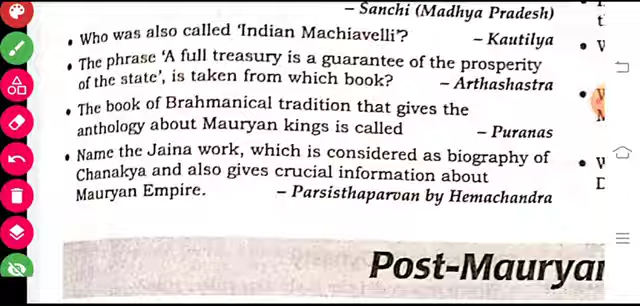 – Sanchi (Madhya Pradesh)
• Who was also called 'Indian Machiavelli'?
– Kautilya
• The phrase 'A full treasury is a guarantee of the prosperity
of the state', is taken from which book? – Arthashastra
• The book of Brahmanical tradition that gives the
anthology about Mauryan kings is called – Puranas
• Name the Jaina work, which is considered as biography of
Chanakya and also gives crucial information about
Mauryan Empire. – Parsisthaparvan by Hemachandra
Post-Maurya